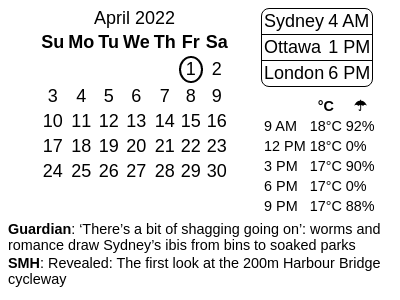 April 2022
Su Mo Tu We Th Fr Sa
1 2
3 4 5 6 7 8 9
10 11 12 13 14 15 16
17 18 19 20 21 22 23
24 25 26 27 28 29 30
Sydney 4 AM
Ottawa 1 PM
London 6 PM
°C ☂
9 AM 18°C 92%
12 PM 18°C 0%
3 PM 17°C 90%
6 PM 17°C 0%
9 PM 17°C 88%
Guardian: ‘There’s a bit of shagging going on’: worms and
romance draw Sydney’s ibis from bins to soaked parks
SMH: Revealed: The first look at the 200m Harbour Bridge
cycleway